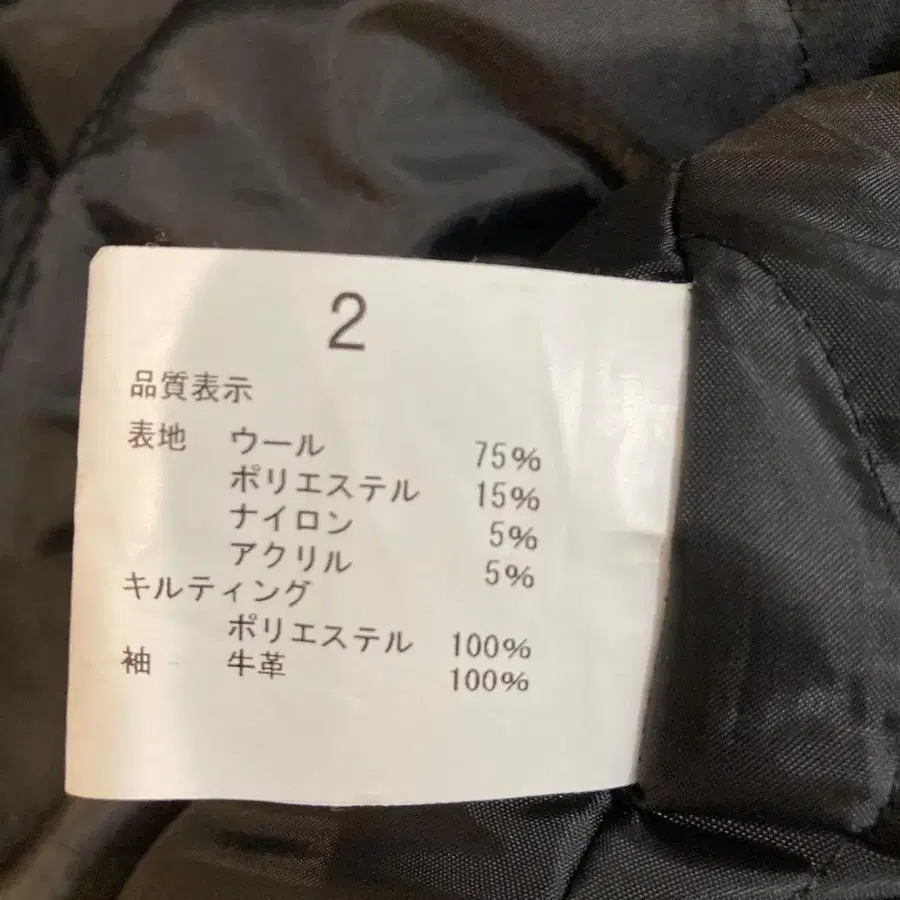 2
品質表示
表地 ウール 75%
ポリエステル 15%
ナイロン 5%
アクリル 5%
キルティング
ポリエステル 100%
袖 牛革 100%